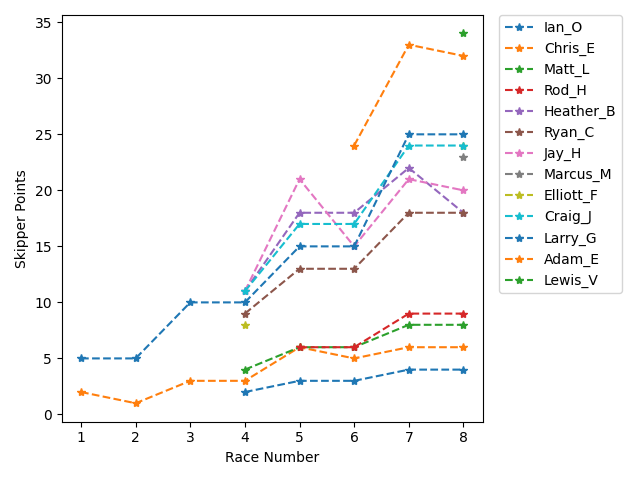 35
30
25
20
15
10
5
0
Skipper Points
1 2 3 4 5 6 7 8
Race Number
Ian_O
Chris_E
Matt_L
Rod_H
Heather_B
Ryan_C
Jay_H
Marcus_M
Elliott_F
Craig_J
Larry_G
Adam_E
Lewis_V